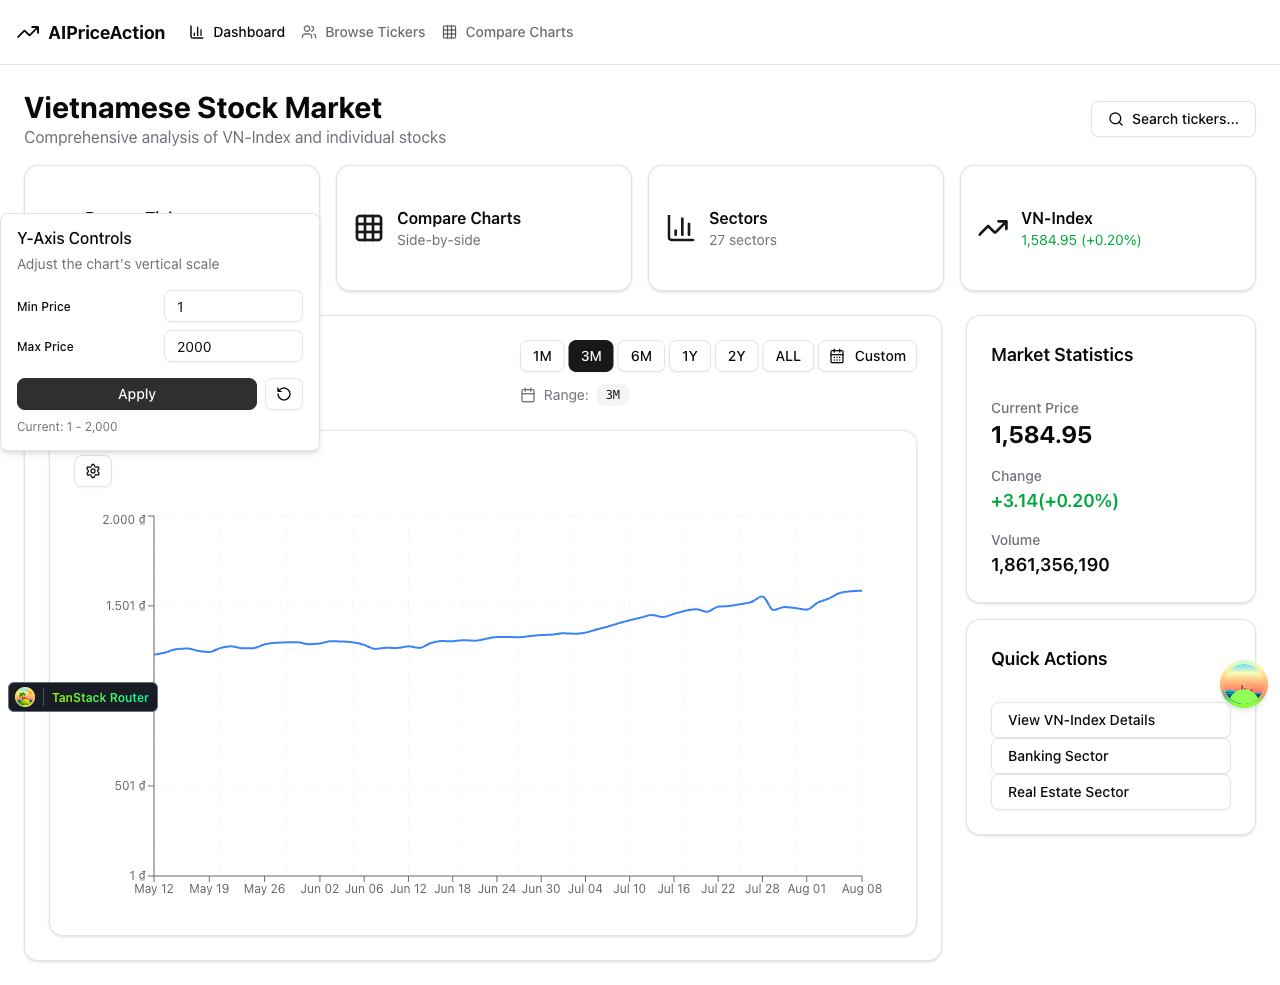 AIPriceAction
Dashboard
Browse Tickers
Compare Charts
Vietnamese Stock Market
Comprehensive analysis of VN-Index and individual stocks
Search tickers...
Compare Charts
Side-by-side
Sectors
27 sectors
VN-Index
1,584.95 (+0.20%)
Y-Axis Controls
Adjust the chart's vertical scale
Min Price
1
Max Price
2000
Apply
Current: 1 - 2,000
1M
3M
6M
1Y
2Y
ALL
Custom
Range:
3M
2.000 ₫
1.501 ₫
501 ₫
1 ₫
May 12
May 19
May 26
Jun 02
Jun 06
Jun 12
Jun 18
Jun 24
Jun 30
Jul 04
Jul 10
Jul 16
Jul 22
Jul 28
Aug 01
Aug 08
TanStack Router
Market Statistics
Current Price
1,584.95
Change
+3.14(+0.20%)
Volume
1,861,356,190
Quick Actions
View VN-Index Details
Banking Sector
Real Estate Sector